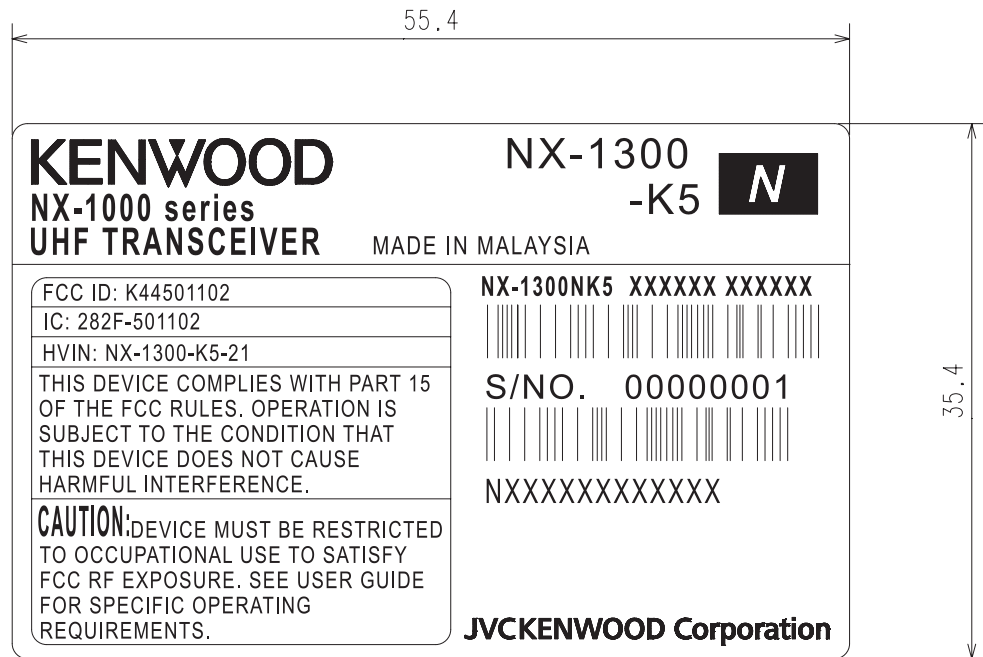 55.4
KENWOOD
NX-1000 series
UHF TRANSCEIVER
MADE IN MALAYSIA
NX-1300
-K5
N
35.4
FCC ID: K44501102
IC: 282F-501102
HVIN: NX-1300-K5-21
THIS DEVICE COMPLIES WITH PART 15
OF THE FCC RULES. OPERATION IS
SUBJECT TO THE CONDITION THAT
THIS DEVICE DOES NOT CAUSE
HARMFUL INTERFERENCE.
CAUTION:DEVICE MUST BE RESTRICTED
TO OCCUPATIONAL USE TO SATISFY
FCC RF EXPOSURE. SEE USER GUIDE
FOR SPECIFIC OPERATING
REQUIREMENTS.
NX-1300NK5 XXXXXX XXXXXX
S/NO. 00000001
NXXXXXXXXXXXX
JVCKENWOOD Corporation